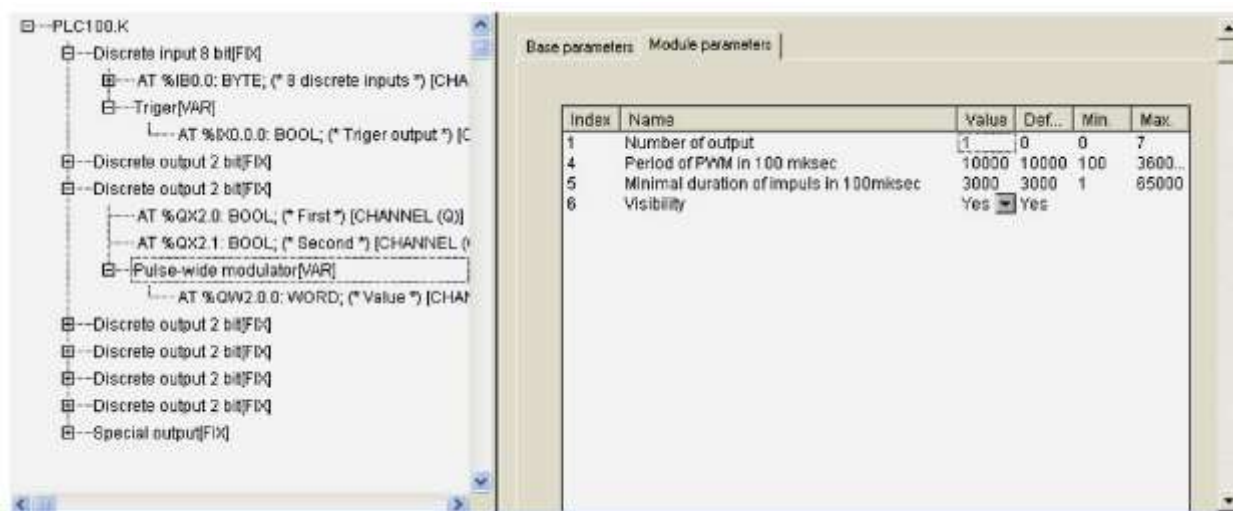 PLC100.K
Discrete input 8 bit[FIX]
AT %IB0.0: BYTE; (* 8 discrete inputs *) [CHA
Triger[VAR]
AT %IX0.0.0: BOOL; (* Triger output *) [C
Discrete output 2 bit[FIX]
Discrete output 2 bit[FIX]
AT %QX2.0: BOOL; (* First *) [CHANNEL (Q)]
AT %QX2.1: BOOL; (* Second *) [CHANNEL (
Pulse-wide modulator[VAR]
AT %QW2.0.0: WORD; (* Value *) [CHAN
Discrete output 2 bit[FIX]
Discrete output 2 bit[FIX]
Discrete output 2 bit[FIX]
Discrete output 2 bit[FIX]
Special output[FIX]
Base parameters Module parameters
Index Name Value Def... Min. Max.
1 Number of output 1 0 0 7
4 Period of PWM in 100 mksec 10000 10000 100 3600...
5 Minimal duration of impuls in 100mksec 3000 3000 1 65000
6 Visibility Yes Yes